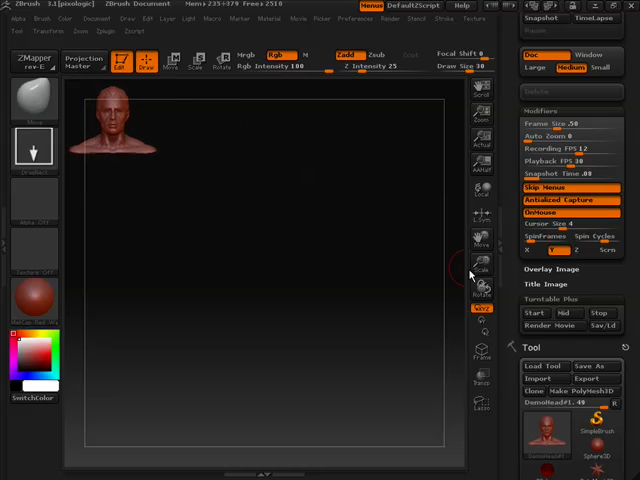 ZBrush 3.1[pixologic] ZBrush Document Mem▸235+379 Free▸2510 Menus DefaultZScript Help
Alpha Brush Color Document Draw Edit Layer Light Macro Marker Material Movie Picker Preferences Render Stencil Stroke Texture
Tool Transform Zoom Zplugin Zscript
ZMapper
rev-E
Projection
Master
Edit
Draw
Move
Scale
Rotate
Mrgb Rgb M
Rgb Intensity 100
Zadd Zsub
Z Intensity 25
Focal Shift 0
Draw Size 30
Move
DragRect
Alpha Off
Texture Off
SwitchColor
Scroll
Zoom
Actual
AAHalf
Local
L.Sym
Move
Scale
Rotate
XYZ
Frame
Transp
Lasso
Snapshot TimeLapse
Doc Window
Large Medium Small
Modifiers
Frame Size .50
Auto Zoom 0
Recording FPS 12
Playback FPS 30
Snapshot Time .08
Skip Menus
Antialized Capture
OnMouse
Cursor Size 4
SpinFrames Spin Cycles
X Y Z Scrn
Overlay Image
Title Image
Turntable Plus
Start Mid Stop
Render Movie Sav/Ld
Tool
Load Tool Save As
Import Export
Clone Make PolyMesh3D
DemoHead#1. 49 R
SimpleBrush
Sphere3D